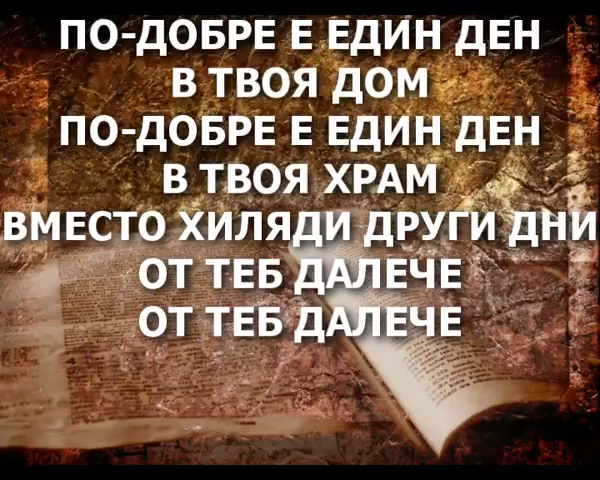 ПО-ДОБРЕ Е ЕДИН ДЕН
В ТВОЯ ДОМ
ПО-ДОБРЕ Е ЕДИН ДЕН
В ТВОЯ ХРАМ
ВМЕСТО ХИЛЯДИ ДРУГИ ДНИ
ОТ ТЕБ ДАЛЕЧЕ
ОТ ТЕБ ДАЛЕЧЕ